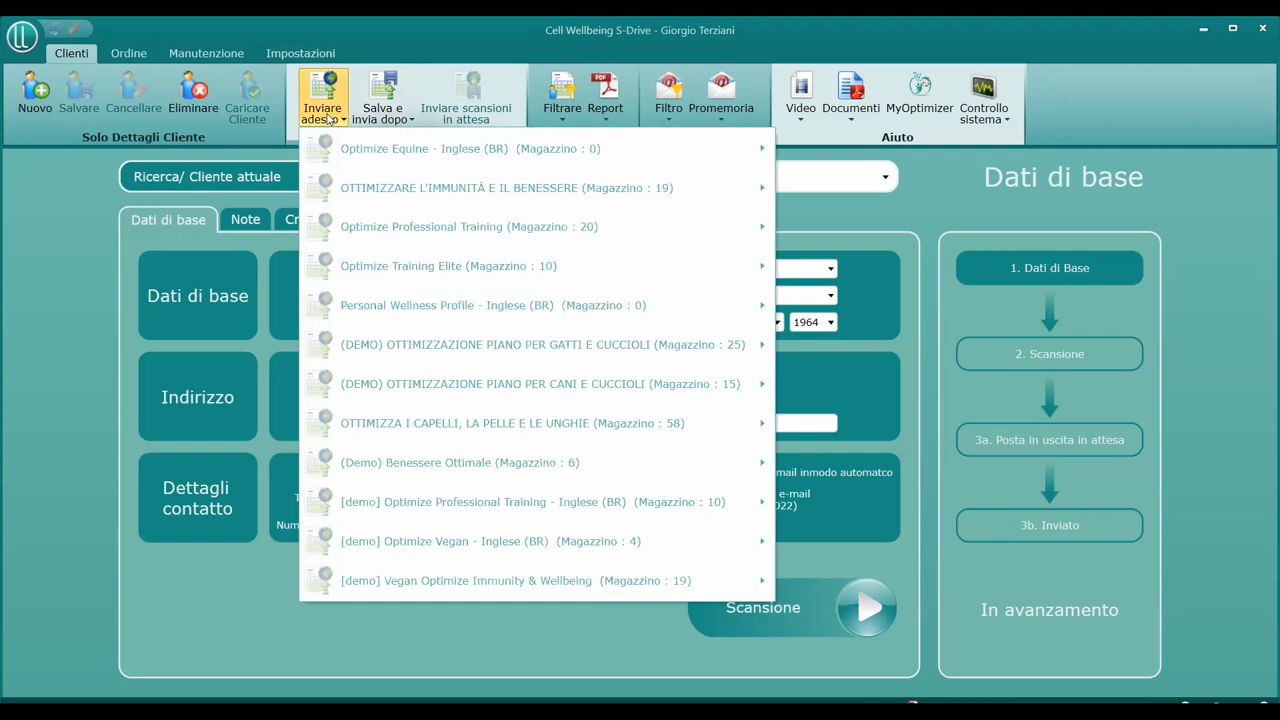 Cell Wellbeing S-Drive - Giorgio Terziani
Clienti
Ordine
Manutenzione
Impostazioni
Nuovo
Salvare
Cancellare
Eliminare
Caricare
Cliente
Inviare
adesso
Salva e
invia dopo
Inviare scansioni
in attesa
Filtrare
Report
Filtro
Promemoria
Video
Documenti
MyOptimizer
Controllo
sistema
Solo Dettagli Cliente
Aiuto
Ricerca/ Cliente attuale
Dati di base
Dati di base
Note
Dati di base
Indirizzo
Dettagli
contatto
Optimize Equine - Inglese (BR) (Magazzino : 0)
OTTIMIZZARE L'IMMUNITÀ E IL BENESSERE (Magazzino : 19)
Optimize Professional Training (Magazzino : 20)
Optimize Training Elite (Magazzino : 10)
Personal Wellness Profile - Inglese (BR) (Magazzino : 0)
(DEMO) OTTIMIZZAZIONE PIANO PER GATTI E CUCCIOLI (Magazzino : 25)
(DEMO) OTTIMIZZAZIONE PIANO PER CANI E CUCCIOLI (Magazzino : 15)
OTTIMIZZA I CAPELLI, LA PELLE E LE UNGHIE (Magazzino : 58)
(Demo) Benessere Ottimale (Magazzino : 6)
[demo] Optimize Professional Training - Inglese (BR) (Magazzino : 10)
[demo] Optimize Vegan - Inglese (BR) (Magazzino : 4)
[demo] Vegan Optimize Immunity & Wellbeing (Magazzino : 19)
1964
mail inmodo automatco
e-mail
022)
Scansione
1. Dati di Base
2. Scansione
3a. Posta in uscita in attesa
3b. Inviato
In avanzamento